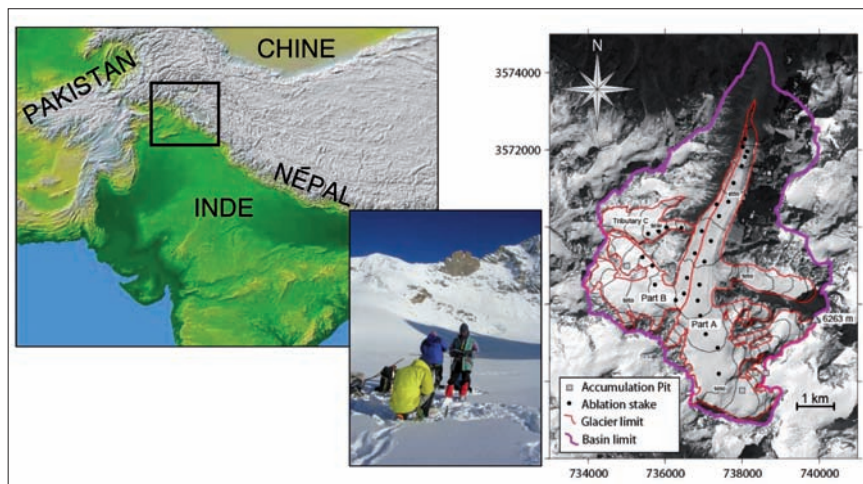 CHINE
PAKISTAN
NÉPAL
INDE
N
3574000
3572000
Tributary C
Part B
Part A
6263 m
Accumulation Pit
Ablation stake
Glacier limit
Basin limit
1 km
734000
736000
738000
740000